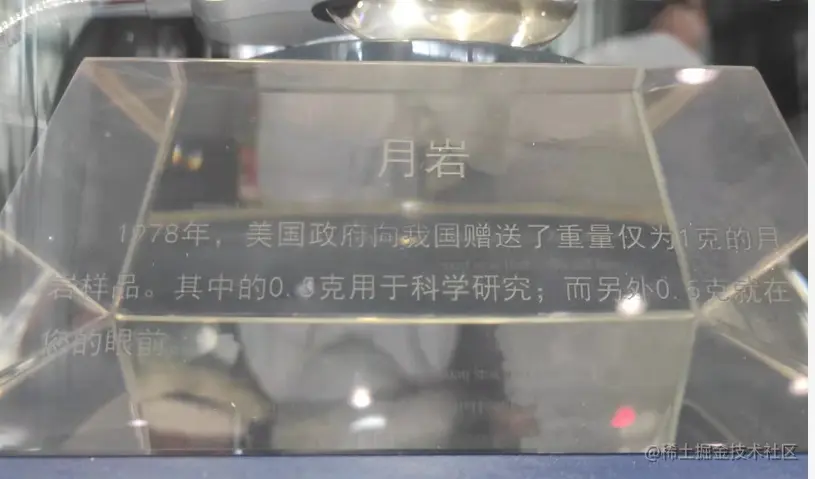 月岩
1978年，美国政府向我国赠送了重量仅为1克的月
岩样品。其中的0.5克用于科学研究；而另外0.5克就在
您的眼前。
@稀土掘金技术社区